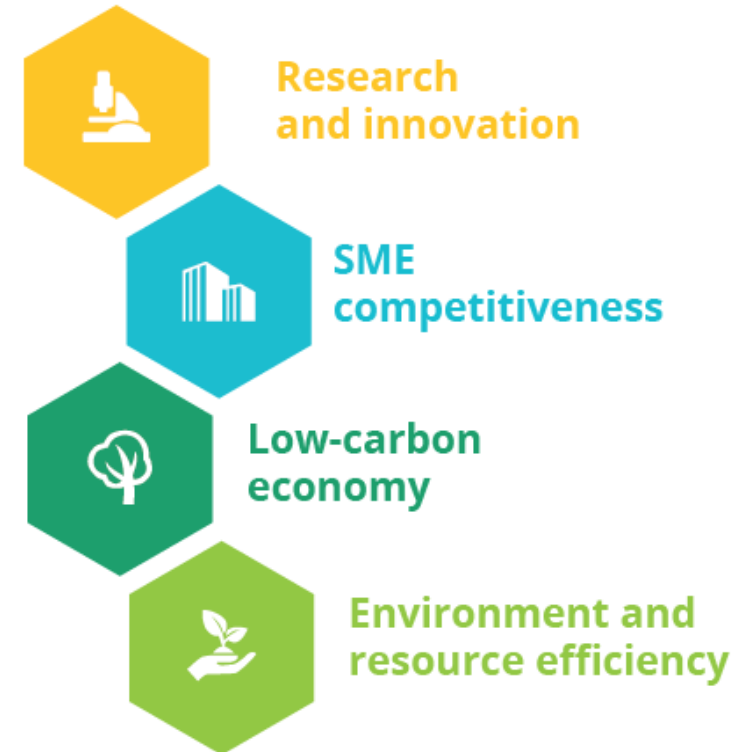 Research
and innovation
SME
competitiveness
Low-carbon
economy
Environment and
resource efficiency